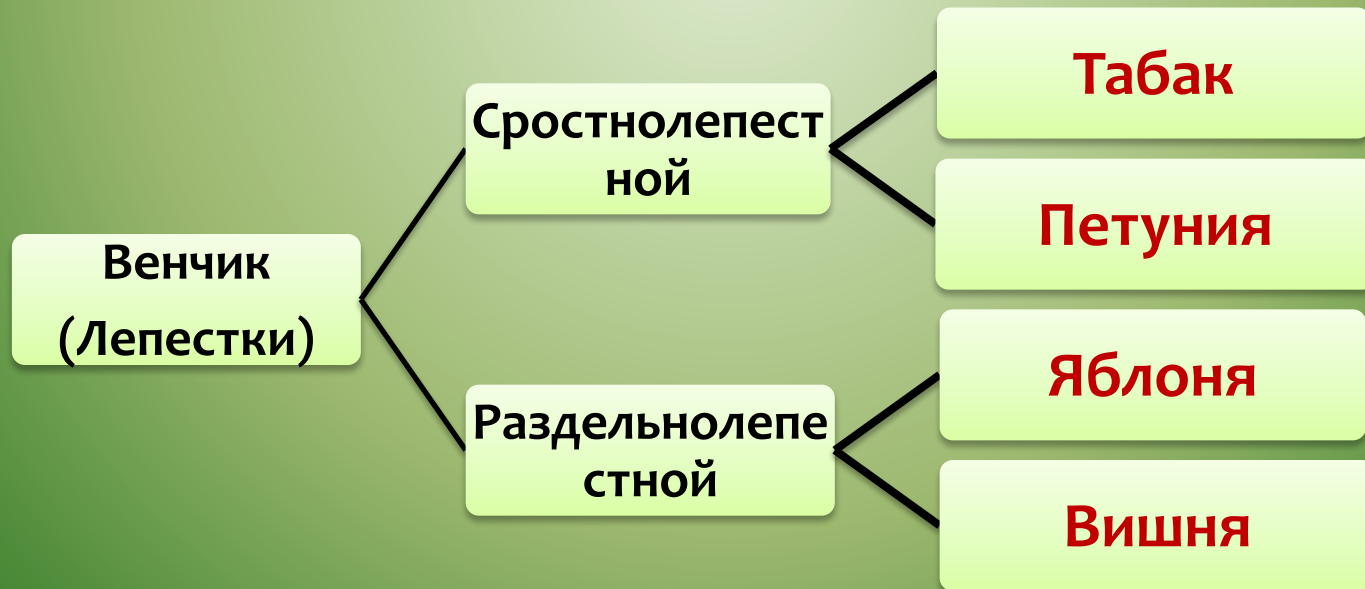 Венчик
(Лепестки)
Сростнолепест
ной
Табак
Петуния
Раздельнолепе
стной
Яблоня
Вишня